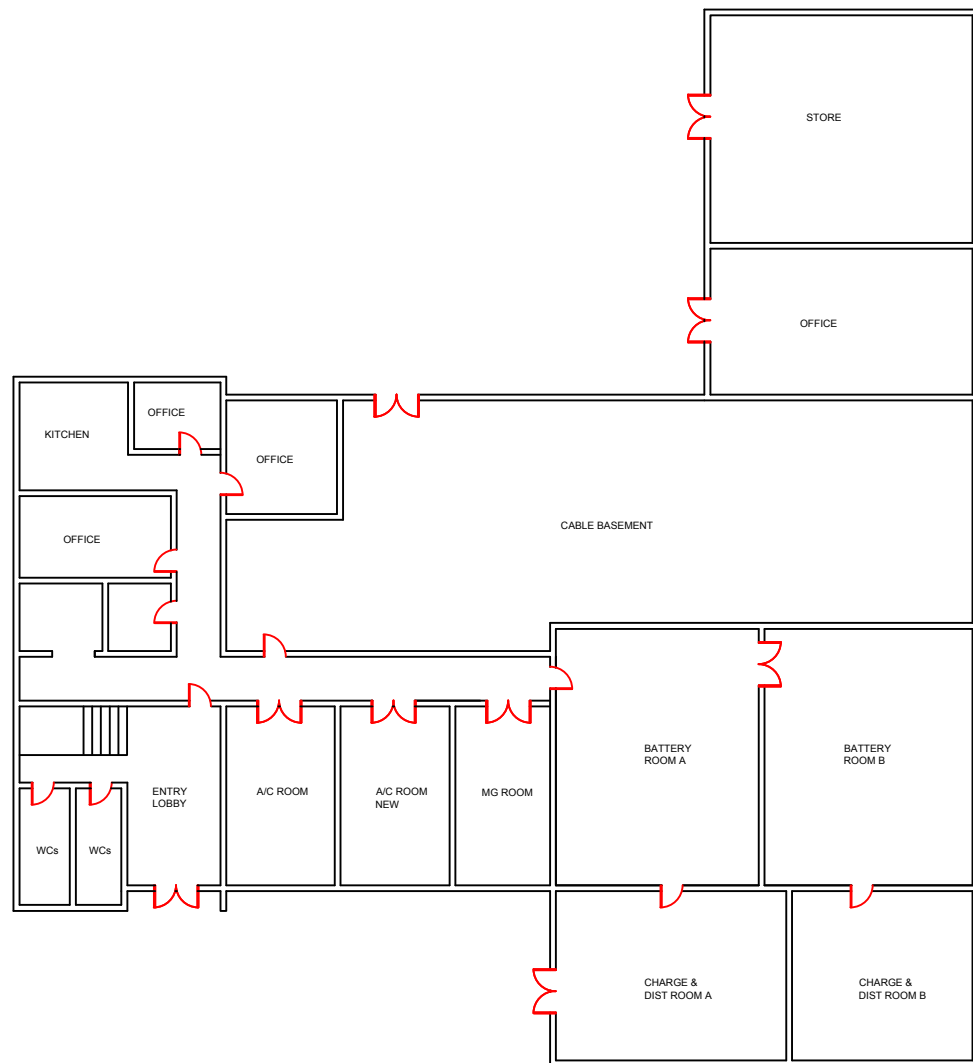 STORE
OFFICE
OFFICE
KITCHEN
OFFICE
CABLE BASEMENT
OFFICE
BATTERY
ROOM A
BATTERY
ROOM B
ENTRY
LOBBY
A/C ROOM
A/C ROOM
NEW
MG ROOM
WCs
WCs
CHARGE &
DIST ROOM A
CHARGE &
DIST ROOM B